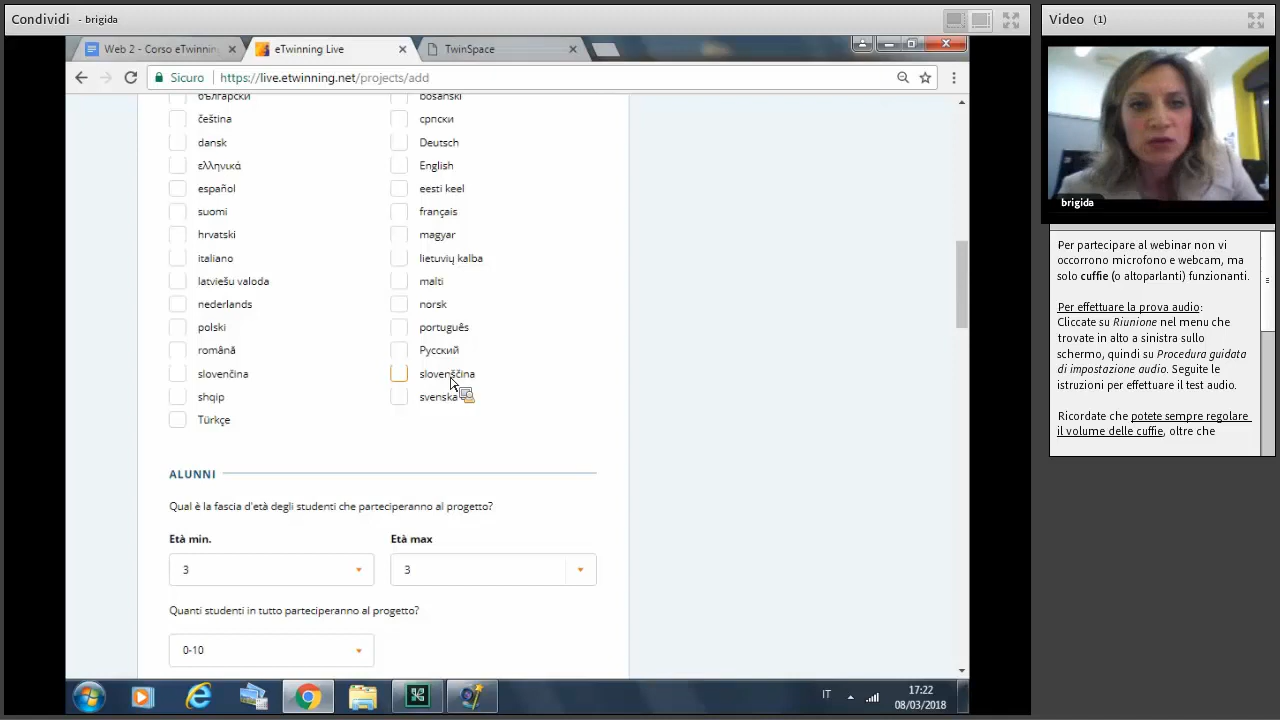 Condividi - brigida
Video (1)
Web 2 - Corso eTwinning
eTwinning Live
TwinSpace
Sicuro
https://live.etwinning.net/projects/add
български
bosanski
čeština
српски
dansk
Deutsch
ελληνικά
English
español
eesti keel
suomi
français
hrvatski
magyar
italiano
lietuvių kalba
latviešu valoda
malti
nederlands
norsk
polski
português
română
Русский
slovenčina
slovenščina
shqip
svenska
Türkçe
ALUNNI
Qual è la fascia d'età degli studenti che parteciperanno al progetto?
Età min.
Età max
3
3
Quanti studenti in tutto parteciperanno al progetto?
0-10
IT
17:22
08/03/2018
brigida
Per partecipare al webinar non vi
occorrono microfono e webcam, ma
solo cuffie (o altoparlanti) funzionanti.
Per effettuare la prova audio:
Cliccate su Riunione nel menu che
trovate in alto a sinistra sullo
schermo, quindi su Procedura guidata
di impostazione audio. Seguite le
istruzioni per effettuare il test audio.
Ricordate che potete sempre regolare
il volume delle cuffie, oltre che